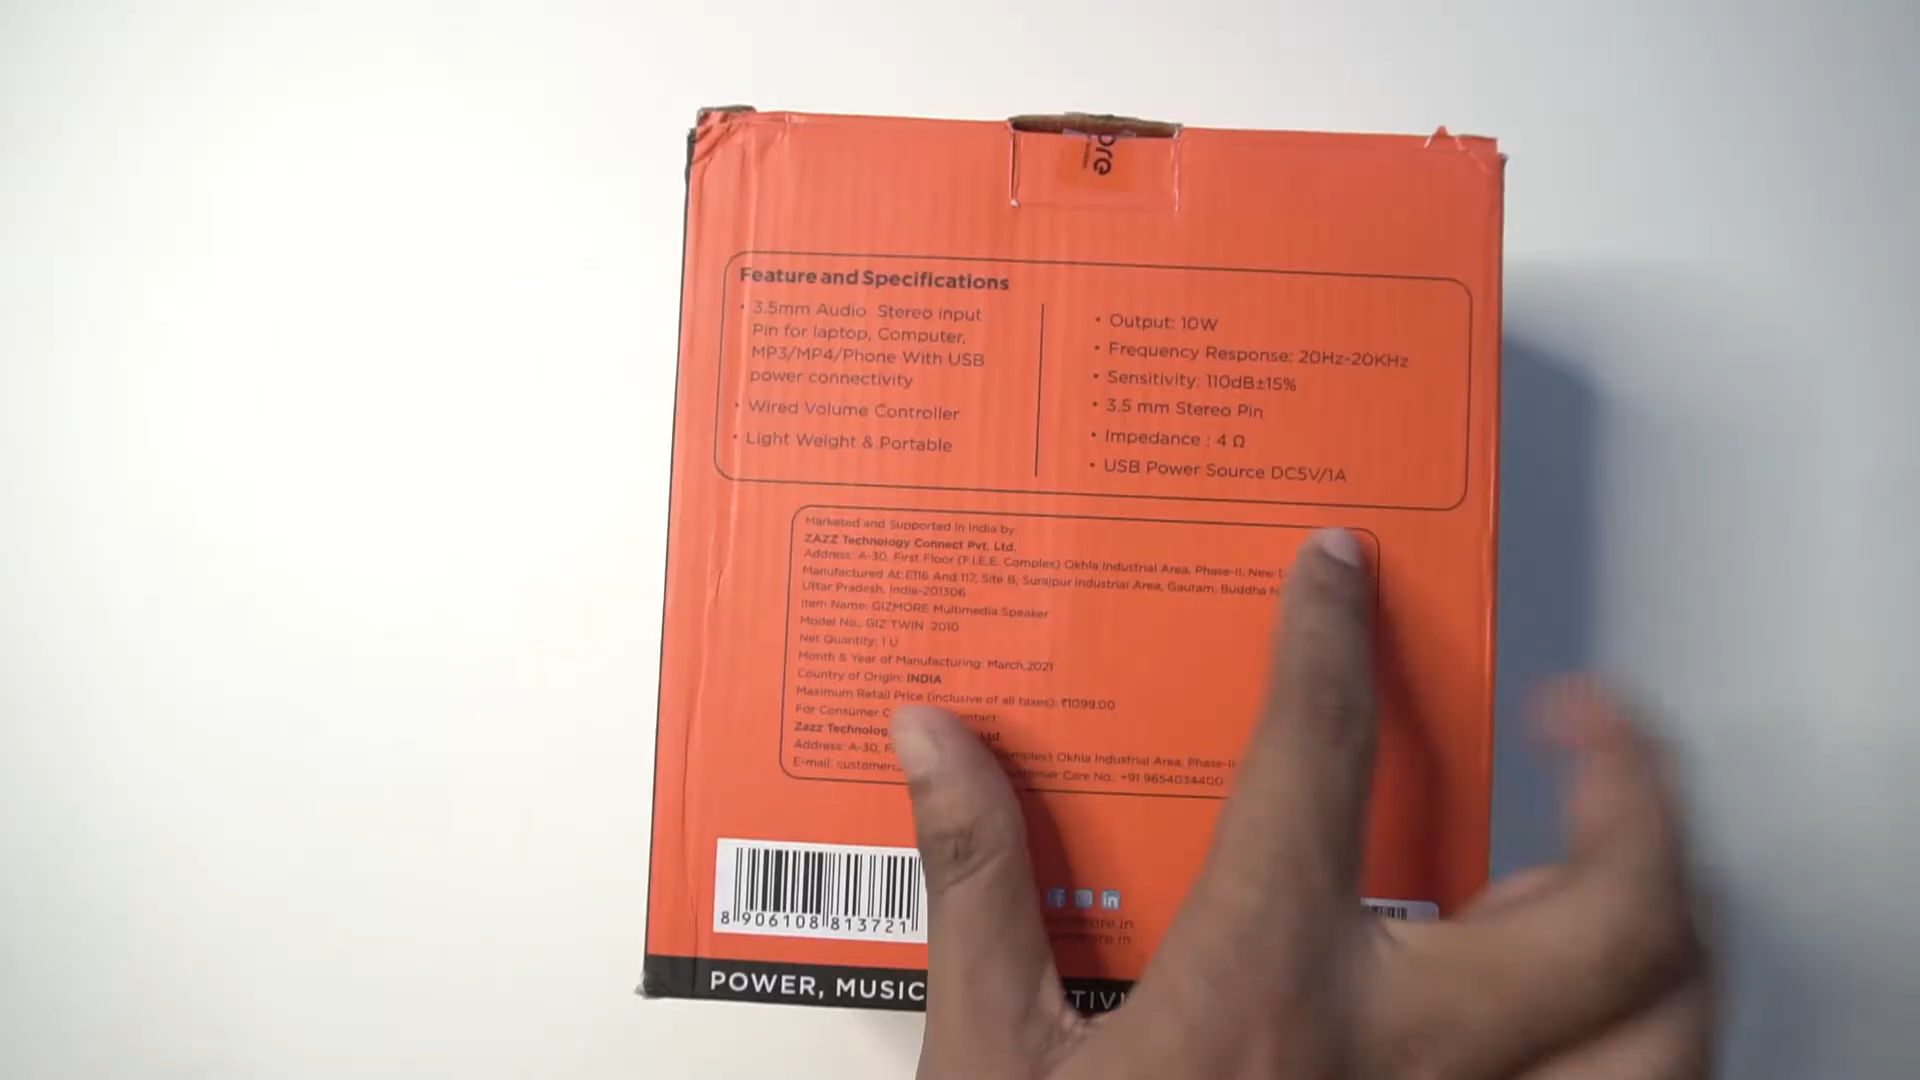 ore
Feature and Specifications
• 3.5mm Audio Stereo input
Pin for laptop, Computer,
MP3/MP4/Phone With USB
power connectivity
• Wired Volume Controller
• Light Weight & Portable
• Output: 10W
• Frequency Response: 20Hz-20KHz
• Sensitivity: 110dB±15%
• 3.5 mm Stereo Pin
• Impedance : 4 Ω
• USB Power Source DC5V/1A
Marketed and Supported in India by:
ZAZZ Technology Connect Pvt. Ltd.
Address: A-30, First Floor (F.I.E.E. Complex) Okhla Industrial Area, Phase-II, New
Manufactured At: E116 And 117, Site B, Surajpur Industrial Area, Gautam, Buddha
Uttar Pradesh, India-201306
Item Name: GIZMORE Multimedia Speaker
Model No.: GIZ TWIN 2010
Net Quantity: 1 U
Month & Year of Manufacturing: March,2021
Country of Origin: INDIA
Maximum Retail Price (inclusive of all taxes): ₹1099.00
For Consumer
Zazz Technolog Ltd
Address: A-30, Okhla Industrial Area, Phase-II
E-mail: Care No.: +91 9654034400
8 906108 813721
in
POWER, MUSIC